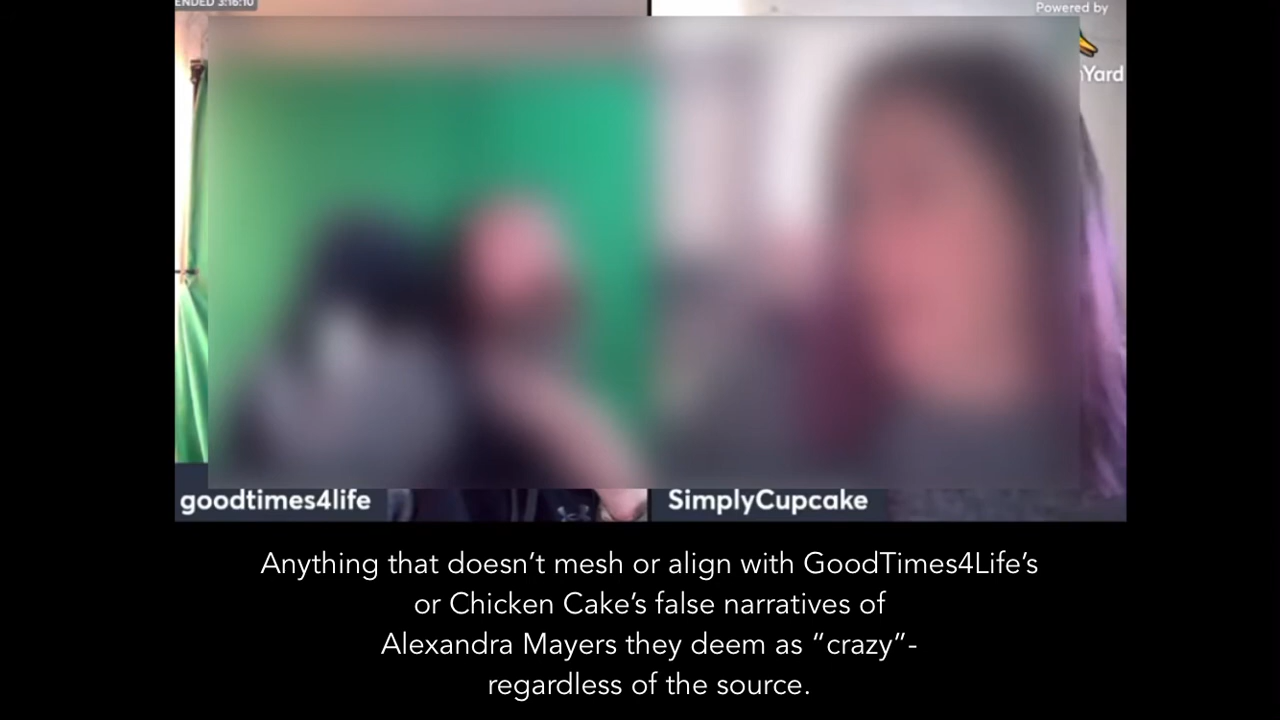 ENDED 3:16:10
Powered by
Yard
goodtimes4life
SimplyCupcake
Anything that doesn’t mesh or align with GoodTimes4Life’s
or Chicken Cake’s false narratives of
Alexandra Mayers they deem as “crazy”-
regardless of the source.